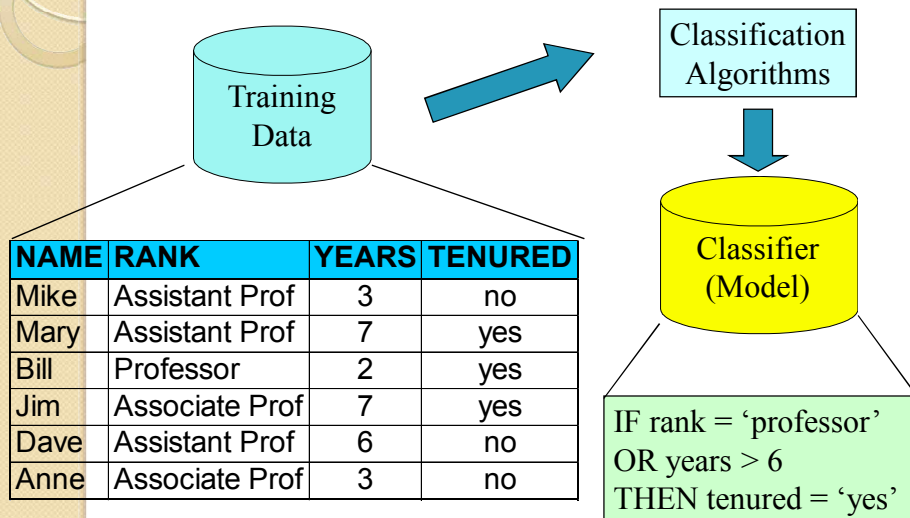 Training
Data
Classification
Algorithms
NAME RANK YEARS TENURED
Mike Assistant Prof 3 no
Mary Assistant Prof 7 yes
Bill Professor 2 yes
Jim Associate Prof 7 yes
Dave Assistant Prof 6 no
Anne Associate Prof 3 no
Classifier
(Model)
IF rank = ‘professor’
OR years > 6
THEN tenured = ‘yes’